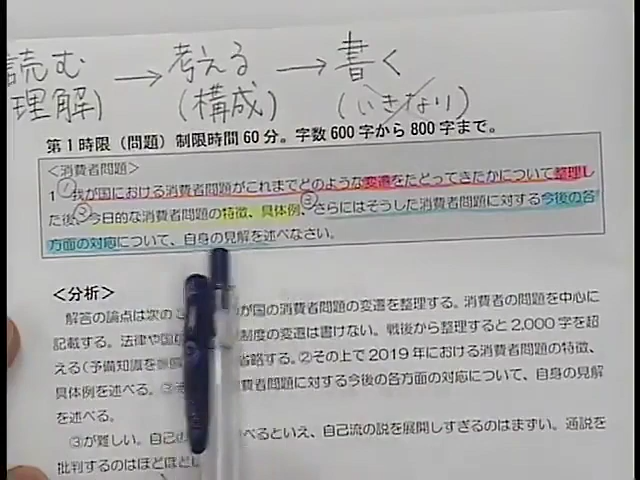 読む → 考える → 書く
理解) (構成) (いきなり)
第1時限（問題）制限時間60分。字数600字から800字まで。
＜消費者問題＞
1 ①我が国における消費者問題がこれまでどのような変遷をたどってきたかについて整理し
た後、②今日的な特徴、具体例、③さらにはそうした消費者問題に対する今後の各
方面の対応について、自身の見解を述べなさい。
＜分析＞
解答の論点は次の が国の消費者問題の変遷を整理する。消費者の問題を中心に
記載する。法律や国 制度の変遷は書けない。戦後から整理すると2,000字を超
える（予備知識を 省略する。②その上で2019年における消費者問題の特徴、
具体例を述べる。 費者問題に対する今後の各方面の対応について、自身の見解
を述べる。
③が難しい。自己 べるといえ、自己流の説を展開しすぎるのはまずい。通説を
批判するのはほどほど